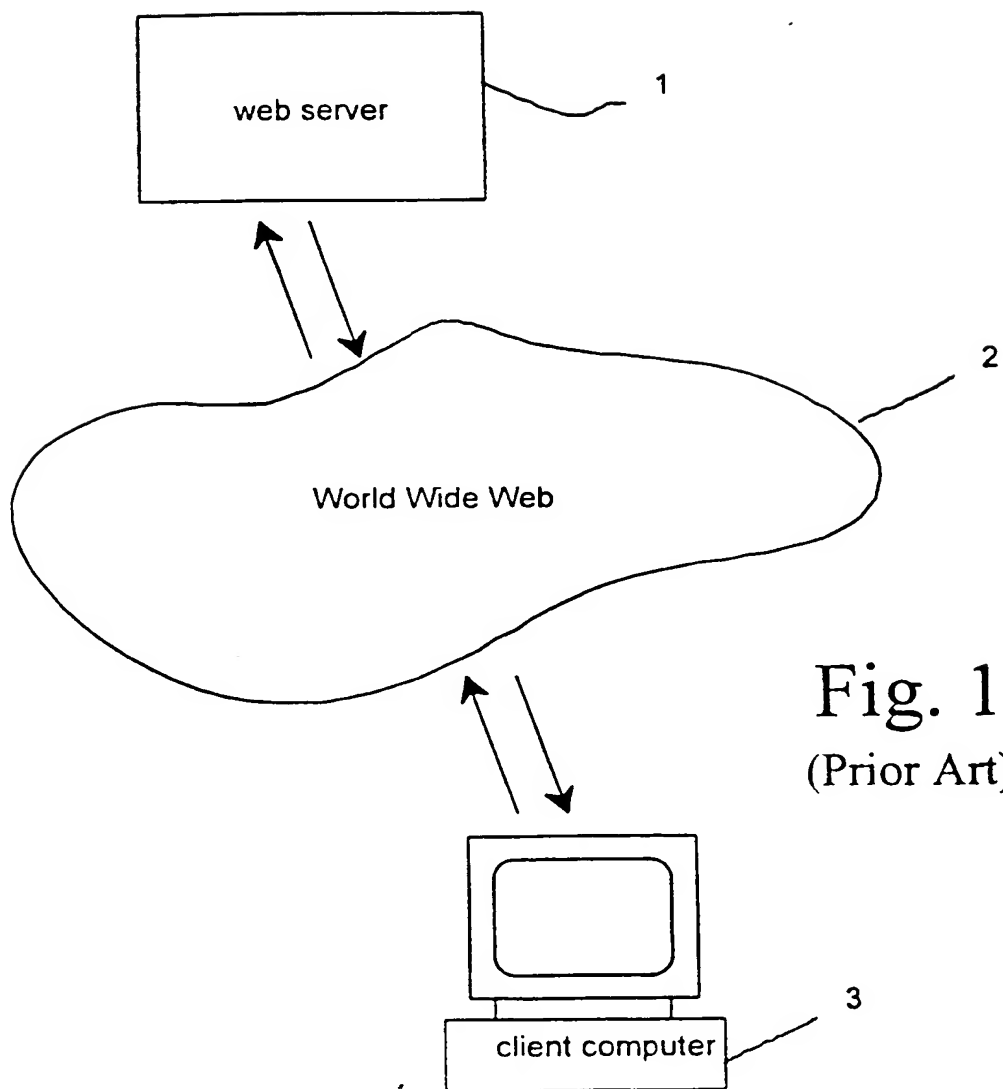 web server
1
2
World Wide Web
Fig. 1
(Prior Art)
client computer
3